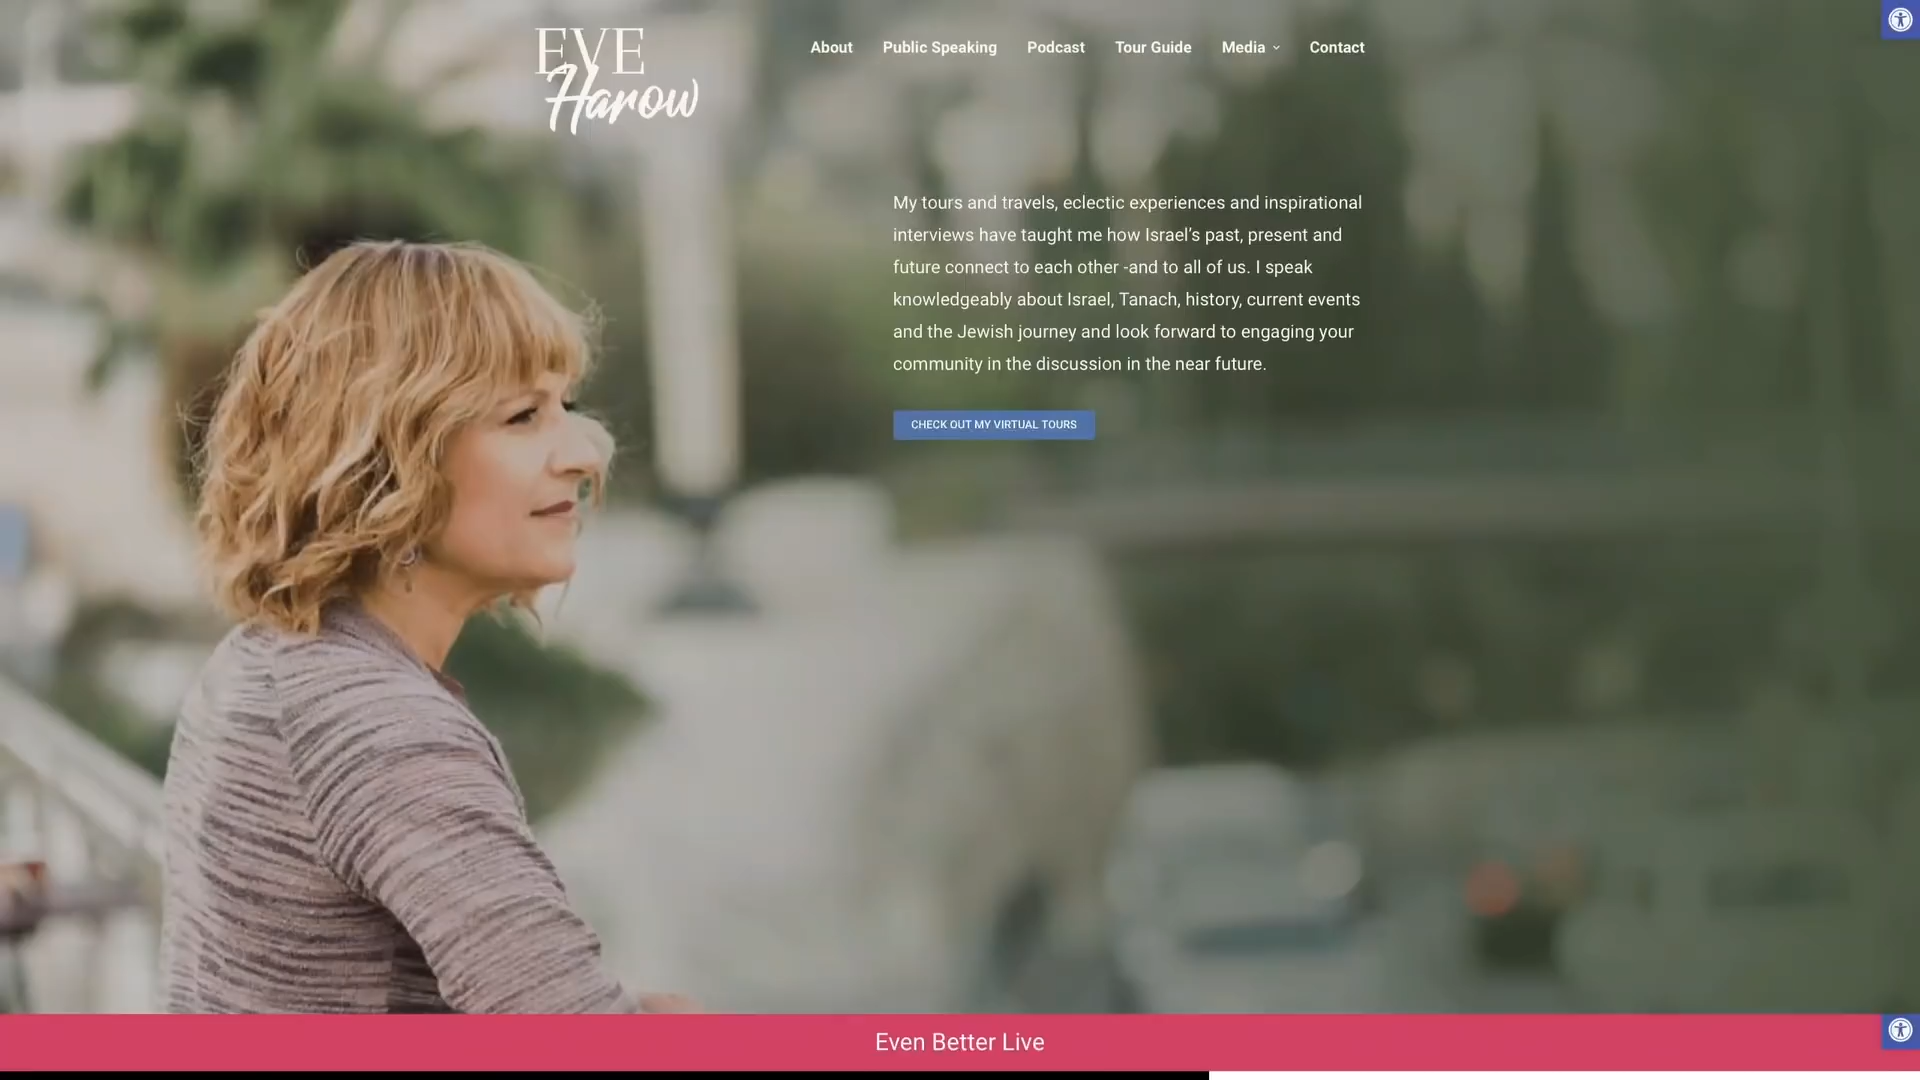 EVE
Harow
About
Public Speaking
Podcast
Tour Guide
Media
Contact
My tours and travels, eclectic experiences and inspirational
interviews have taught me how Israel’s past, present and
future connect to each other -and to all of us. I speak
knowledgeably about Israel, Tanach, history, current events
and the Jewish journey and look forward to engaging your
community in the discussion in the near future.
CHECK OUT MY VIRTUAL TOURS
Even Better Live